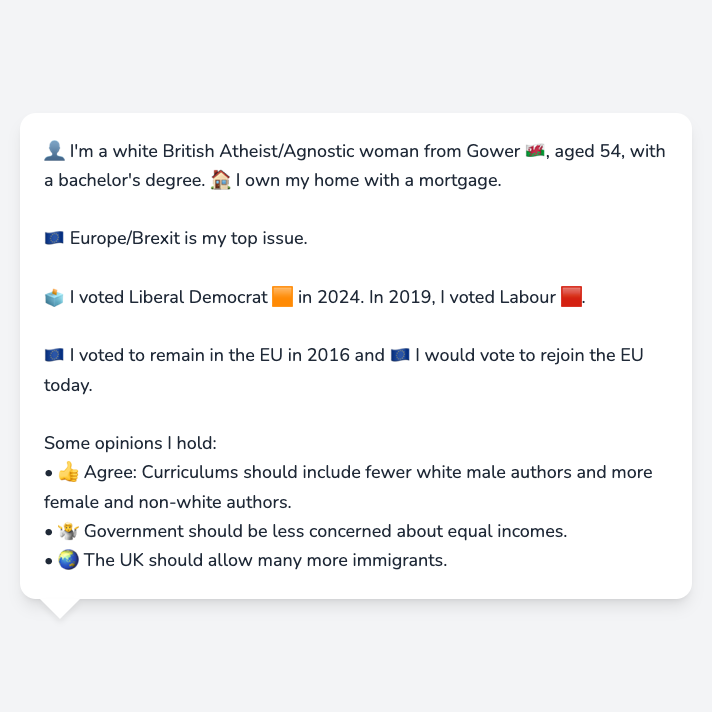 👤 I'm a white British Atheist/Agnostic woman from Gower 🏴󠁧󠁢󠁷󠁬󠁳󠁿, aged 54, with
a bachelor's degree. 🏠 I own my home with a mortgage.
🇪🇺 Europe/Brexit is my top issue.
🗳️ I voted Liberal Democrat 🟧 in 2024. In 2019, I voted Labour 🟥.
🇪🇺 I voted to remain in the EU in 2016 and 🇪🇺 I would vote to rejoin the EU
today.
Some opinions I hold:
• 👍 Agree: Curriculums should include fewer white male authors and more
female and non-white authors.
• 🤷 Government should be less concerned about equal incomes.
• 🌏 The UK should allow many more immigrants.